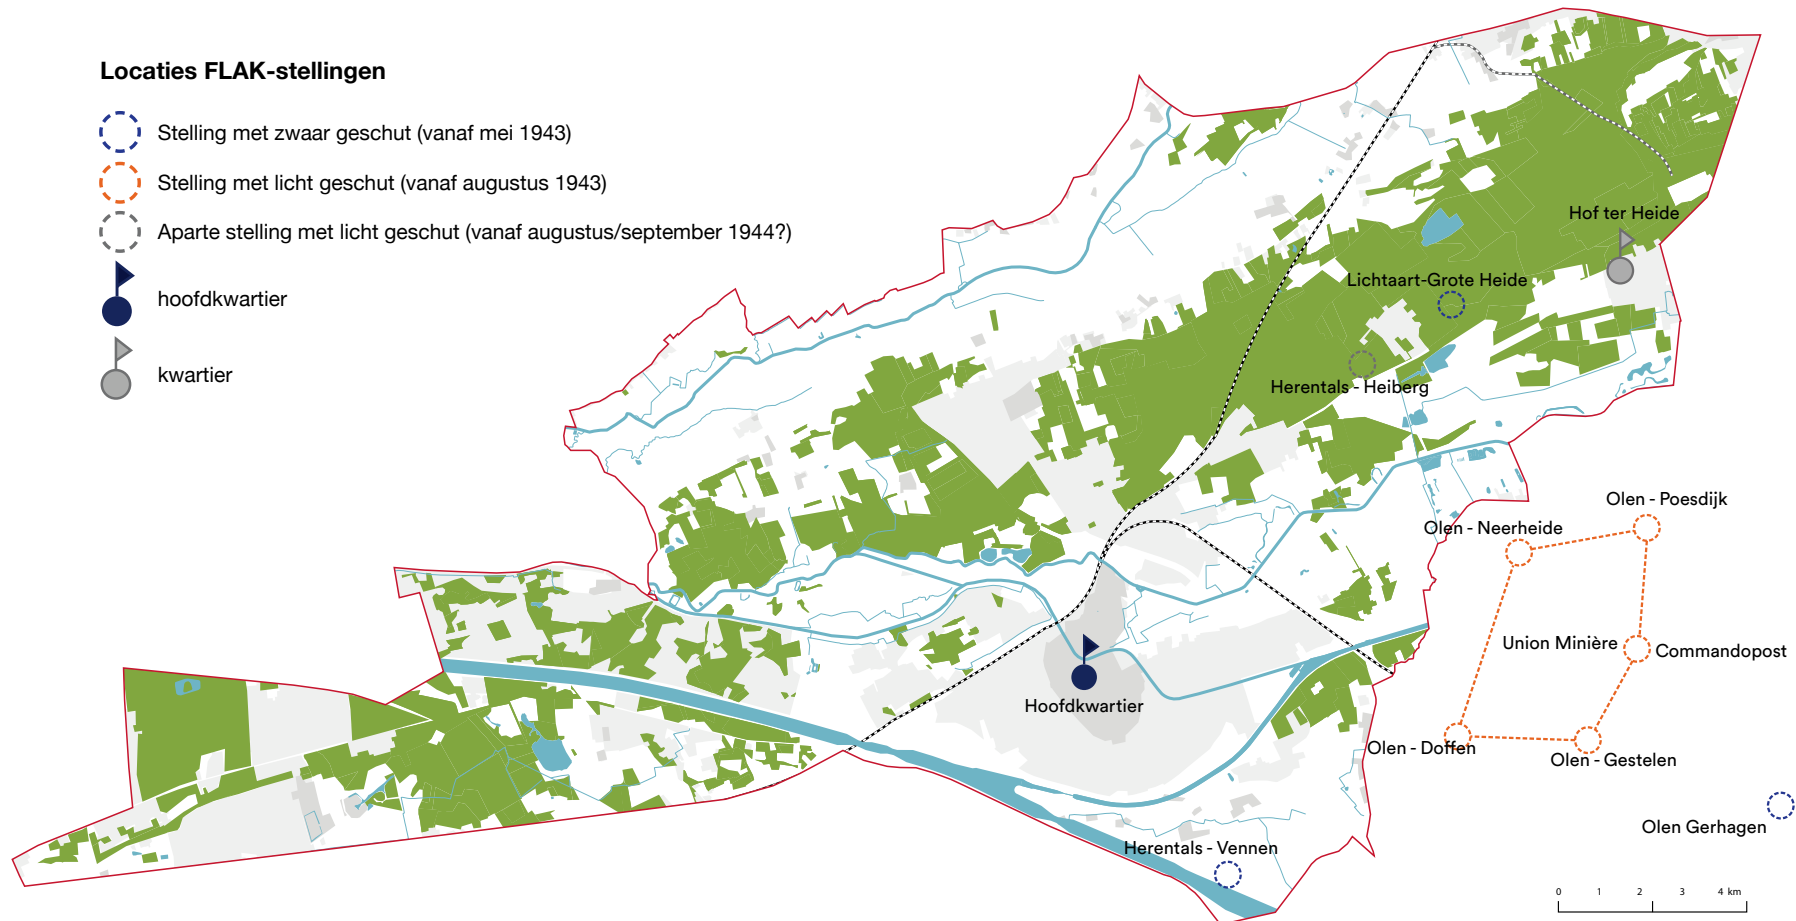 Locaties FLAK-stellingen
Stelling met zwaar geschut (vanaf mei 1943)
Stelling met licht geschut (vanaf augustus 1943)
Aparte stelling met licht geschut (vanaf augustus/september 1944?)
hoofdkwartier
kwartier
Hof ter Heide
Lichtaart-Grote Heide
Herentals - Heiberg
Olen - Poesdijk
Olen - Neerheide
Union Minière
Commandopost
Hoofdkwartier
Olen - Doffen
Olen - Gestelen
Olen Gerhagen
Herentals - Vennen
0 1 2 3 4 km